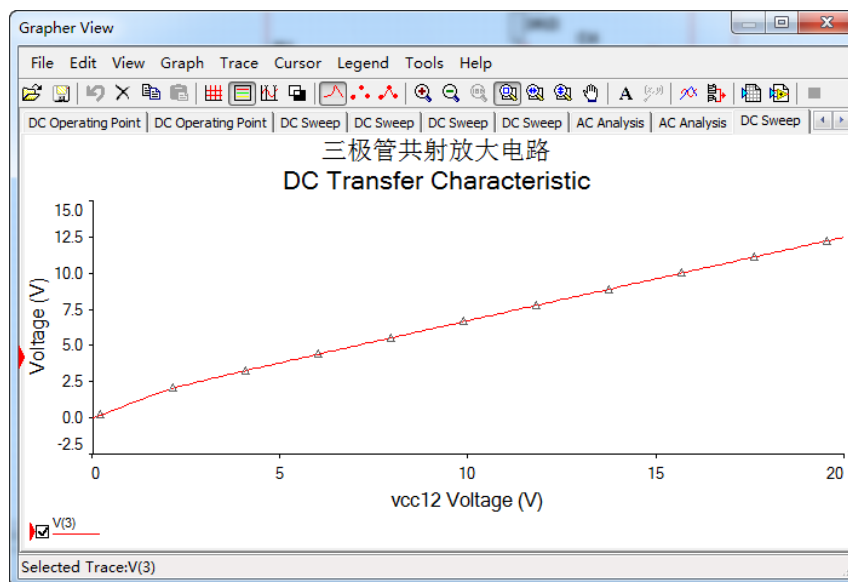 Grapher View
File Edit View Graph Trace Cursor Legend Tools Help
A
DC Operating Point DC Operating Point DC Sweep DC Sweep DC Sweep DC Sweep AC Analysis AC Analysis DC Sweep
三极管共射放大电路
DC Transfer Characteristic
15.0
12.5
10.0
7.5
5.0
2.5
0.0
-2.5
Voltage (V)
0 5 10 15 20
vcc12 Voltage (V)
V(3)
Selected Trace:V(3)